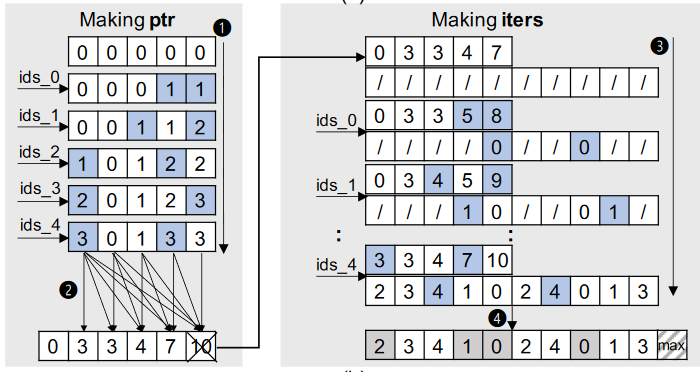 Making ptr
❶
0 0 0 0 0
ids_0
0 0 0 1 1
ids_1
0 0 1 1 2
ids_2
1 0 1 2 2
ids_3
2 0 1 2 3
ids_4
3 0 1 3 3
❷
0 3 3 4 7 10
Making iters
❸
0 3 3 4 7
/ / / / / / / / / /
ids_0
0 3 3 5 8
/ / / / 0 / / 0 / /
ids_1
0 3 4 5 9
/ / / 1 0 / / 0 1 /
: :
ids_4
3 3 4 7 10
2 3 4 1 0 2 4 0 1 3
❹
2 3 4 1 0 2 4 0 1 3 max